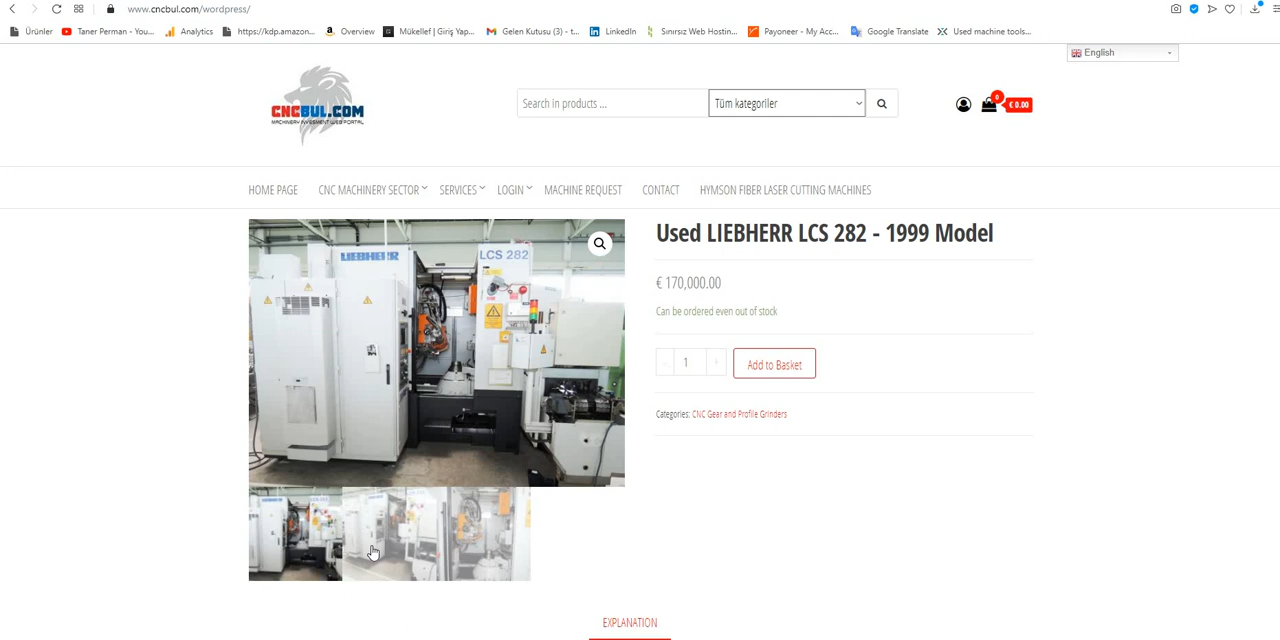 www.cncbul.com/wordpress/
Ürünler Taner Perman - You... Analytics https://kdp.amazon... Overview Mükellef | Giriş Yap... Gelen Kutusu (3) - t... LinkedIn Sınırsız Web Hostin... Payoneer - My Acc... Google Translate Used machine tools...
English
CNCBUL.COM
MACHINERY INVESMENT WEB PORTAL
Search in products ... Tüm kategoriler
0
€ 0.00
HOME PAGE CNC MACHINERY SECTOR SERVICES LOGIN MACHINE REQUEST CONTACT HYMSON FIBER LASER CUTTING MACHINES
LIEBHERR LCS 282
Used LIEBHERR LCS 282 - 1999 Model
€ 170,000.00
Can be ordered even out of stock
- 1 + Add to Basket
Categories: CNC Gear and Profile Grinders
EXPLANATION